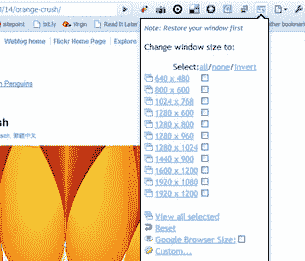 /14/orange-crush/
sitepoint
bit.ly
Virgin
Read It Later
Weblog home
Flickr Home Page
n Penguins
sh
Note: Restore your window first
Change window size to:
Select:all/none/invert
640 x 480
800 x 600
1024 x 768
1280 x 600
1280 x 800
1280 x 960
1280 x 1024
1440 x 900
1600 x 1200
1920 x 1080
1920 x 1200
View all selected
Reset
Google Browser Size:
Custom...